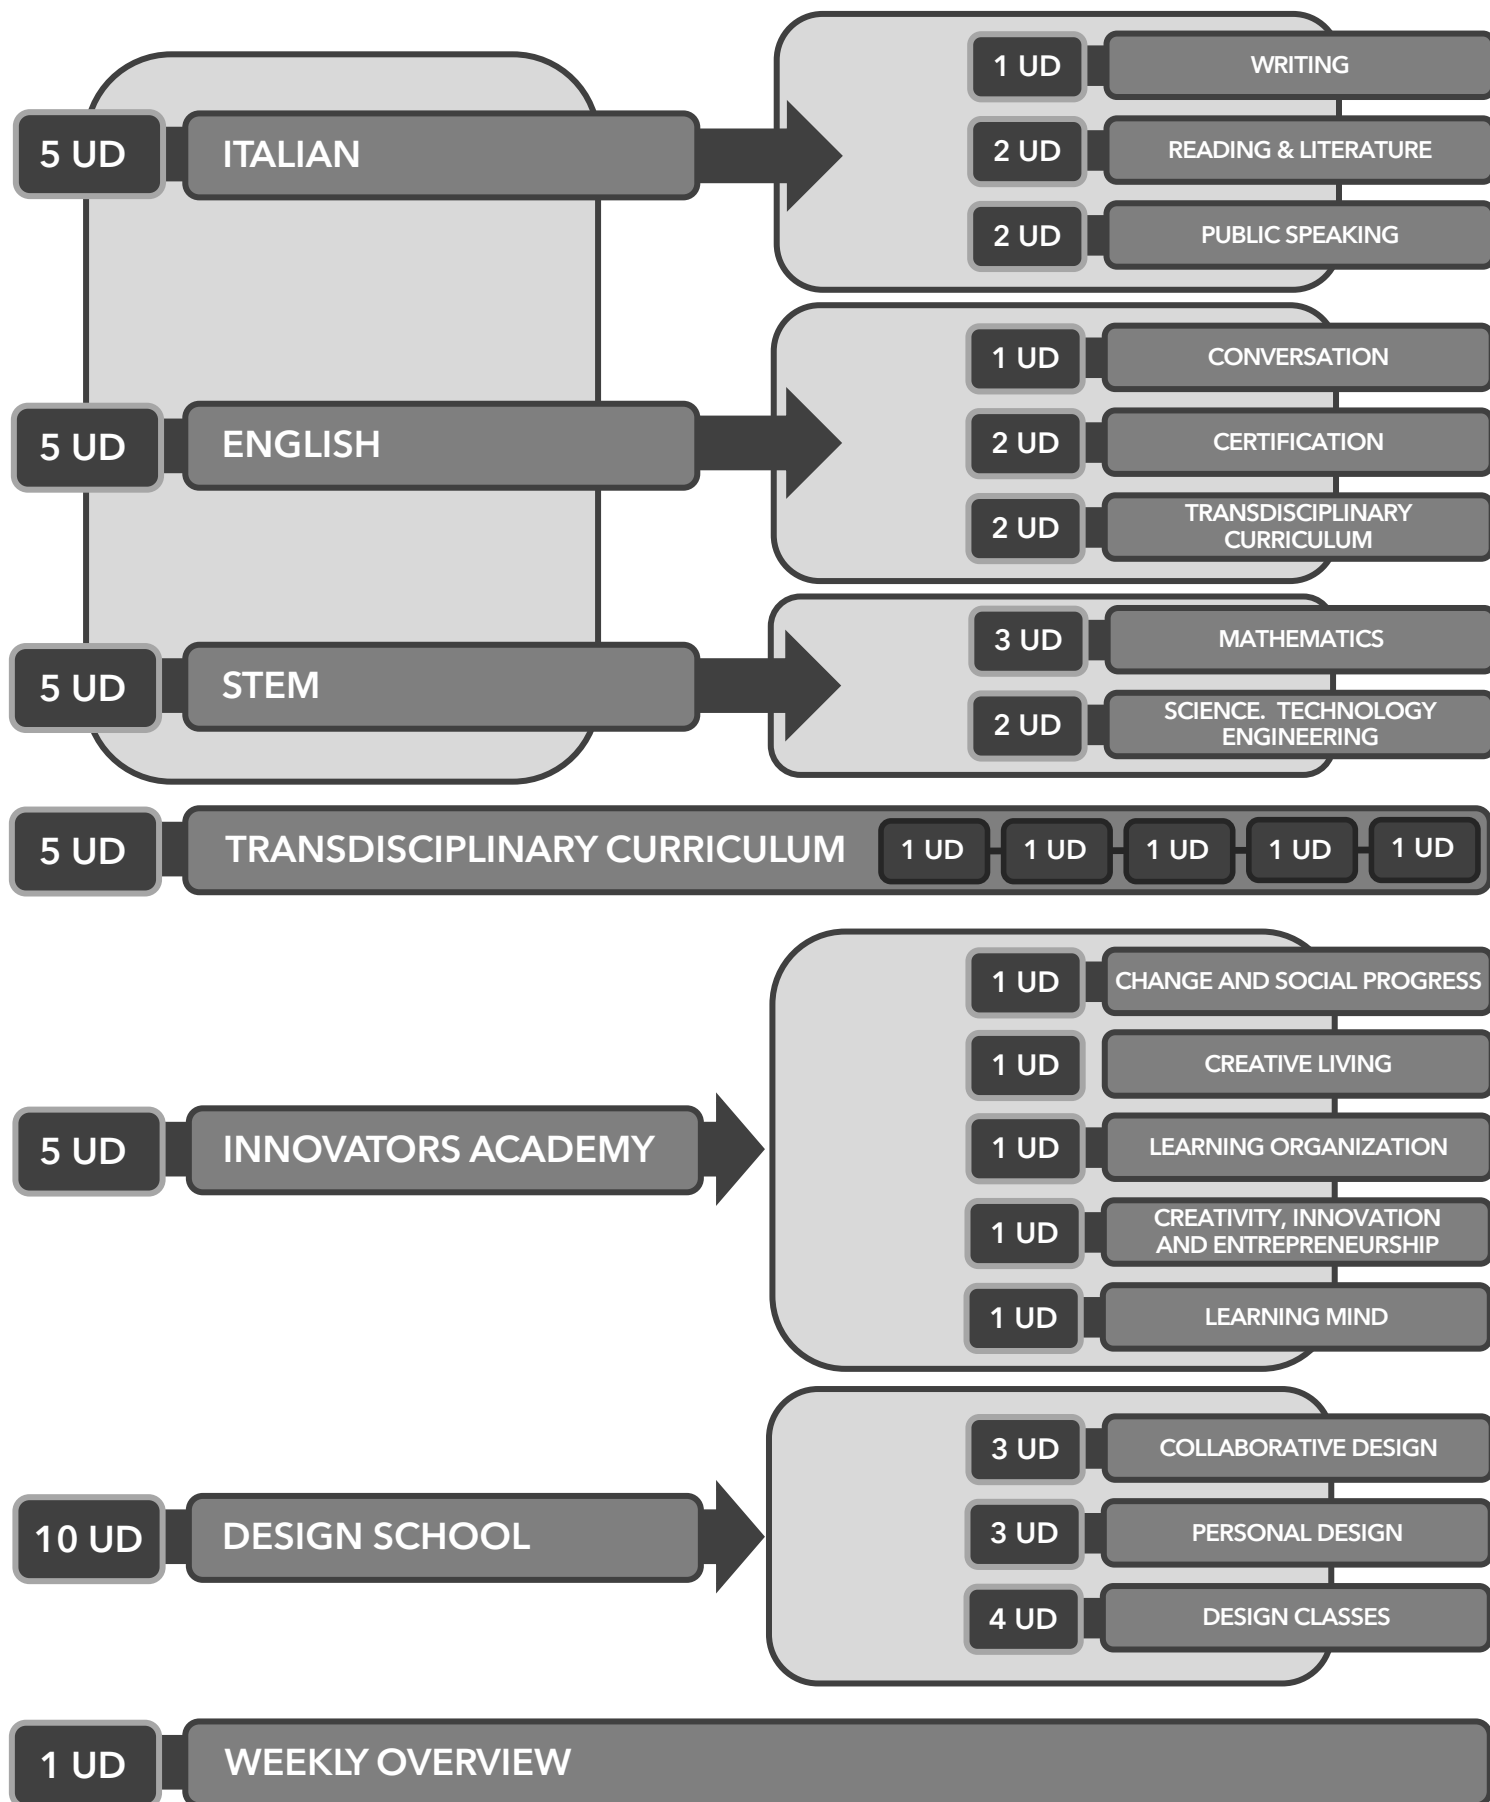 5 UD
ITALIAN
1 UD
WRITING
2 UD
READING & LITERATURE
2 UD
PUBLIC SPEAKING
5 UD
ENGLISH
1 UD
CONVERSATION
2 UD
CERTIFICATION
2 UD
TRANSDISCIPLINARY
CURRICULUM
5 UD
STEM
3 UD
MATHEMATICS
2 UD
SCIENCE.  TECHNOLOGY
ENGINEERING
5 UD
TRANSDISCIPLINARY CURRICULUM
1 UD
1 UD
1 UD
1 UD
1 UD
5 UD
INNOVATORS ACADEMY
1 UD
CHANGE AND SOCIAL PROGRESS
1 UD
CREATIVE LIVING
1 UD
LEARNING ORGANIZATION
1 UD
CREATIVITY, INNOVATION
AND ENTREPRENEURSHIP
1 UD
LEARNING MIND
10 UD
DESIGN SCHOOL
3 UD
COLLABORATIVE DESIGN
3 UD
PERSONAL DESIGN
4 UD
DESIGN CLASSES
1 UD
WEEKLY OVERVIEW